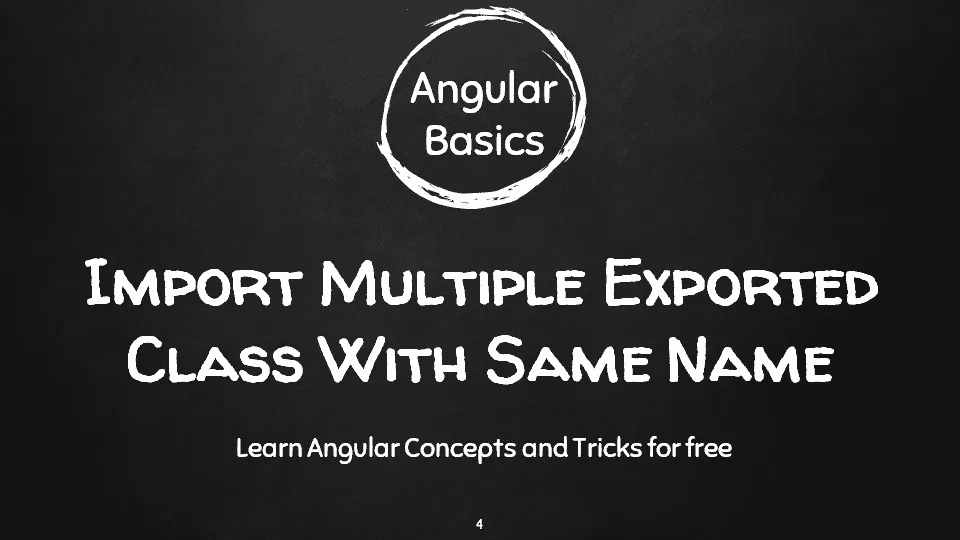 Angular
Basics
Import Multiple Exported
Class With Same Name
Learn Angular Concepts and Tricks for free
4